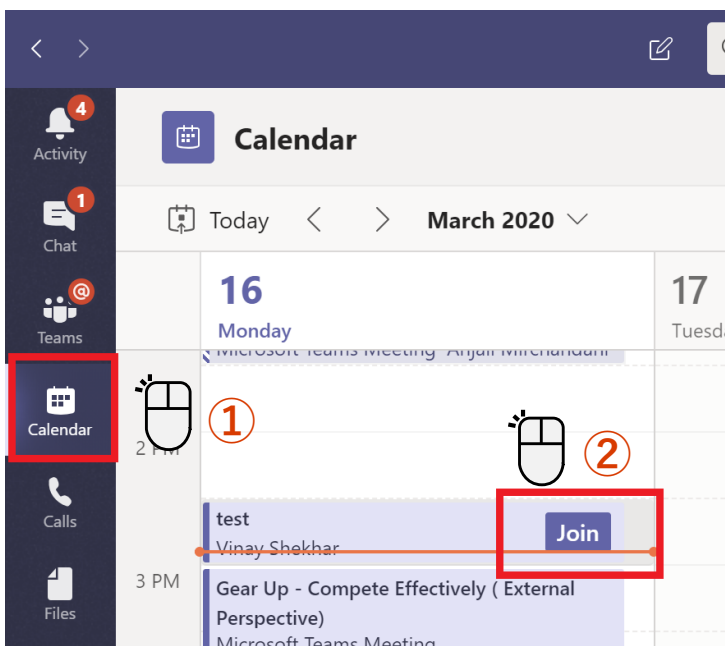 4
Activity
1
Chat
@
Teams
Calendar
Calls
Files
Calendar
Today
March 2020
16
Monday
17
Tuesda
Microsoft Teams Meeting Anjali Mirchandani
①
2 PM
②
test
Join
Vinay Shekhar
3 PM
Gear Up - Compete Effectively ( External
Perspective)
Microsoft Teams Meeting